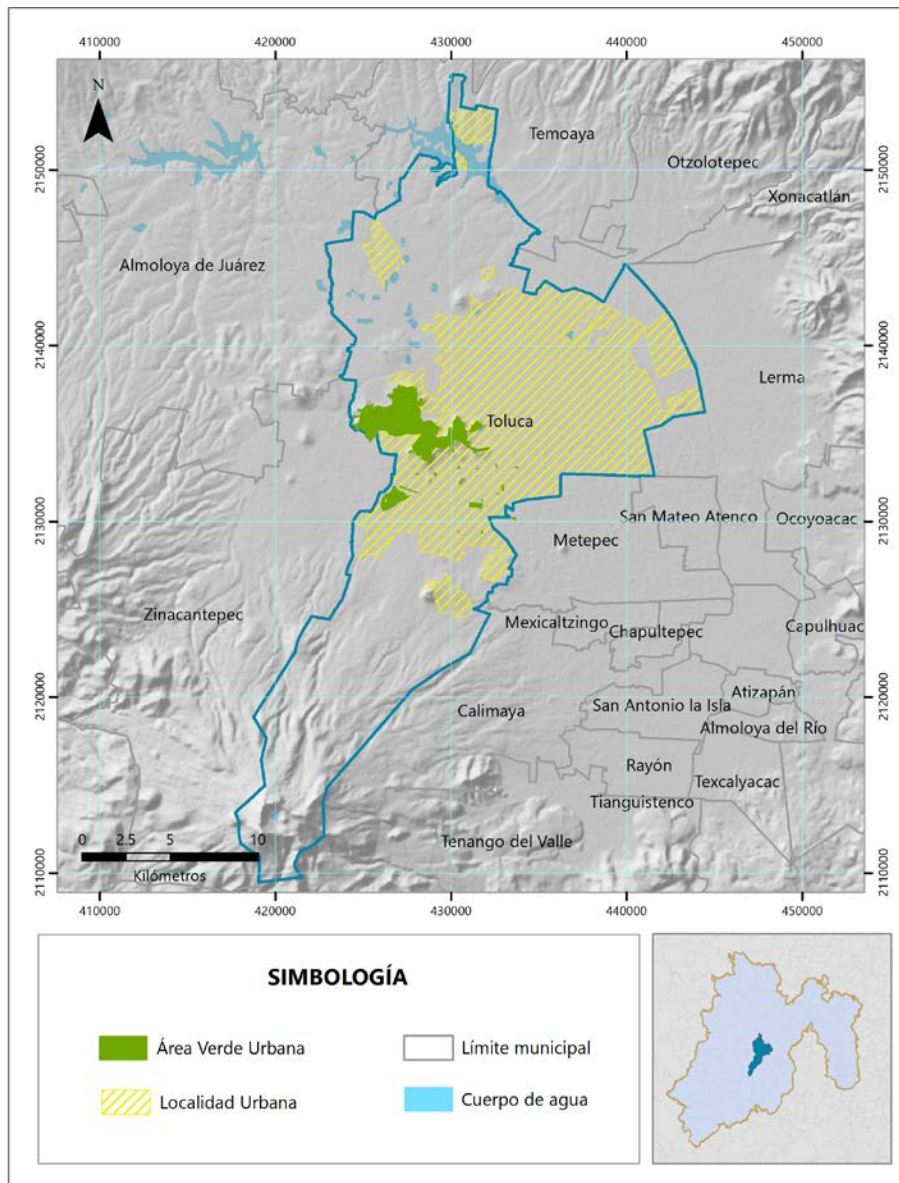 410000 420000 430000 440000 450000
N
Temoaya
Otzolotepec
2150000 2150000
Xonacatlán
Almoloya de Juárez
2140000 2140000
Lerma
Toluca
2130000 2130000
San Mateo Atenco Ocoyoacac
Metepec
Zinacantepec
Mexicaltzingo Chapultepec Capulhuac
2120000 2120000
Atizapán
Calimaya San Antonio la Isla
Almoloya del Río
Rayón
Texcalyacac
Tianguistenco
0 2.5 5 10
Kilómetros
Tenango del Valle
2110000 2110000
410000 420000 430000 440000 450000
SIMBOLOGÍA
Área Verde Urbana Límite municipal
Localidad Urbana Cuerpo de agua